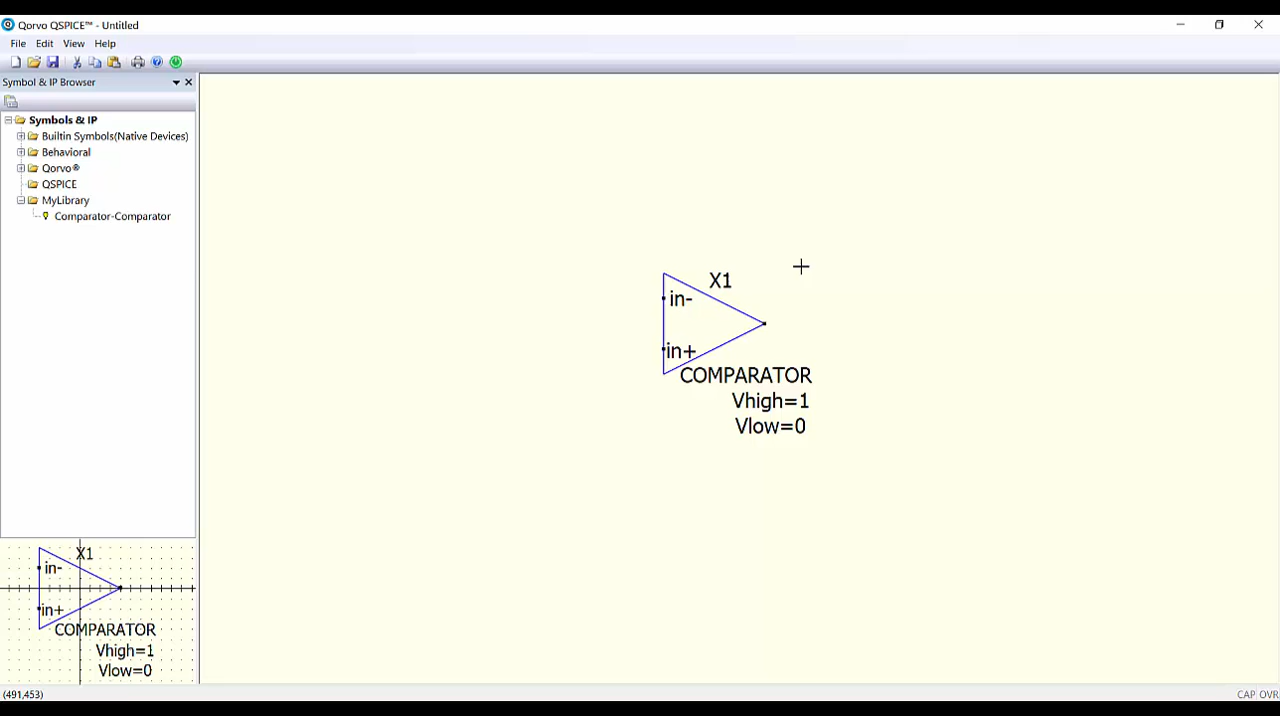 Qorvo QSPICE™ - Untitled
File Edit View Help
Symbol & IP Browser
Symbols & IP
Builtin Symbols(Native Devices)
Behavioral
Qorvo®
QSPICE
MyLibrary
Comparator-Comparator
X1
in-
in+
COMPARATOR
Vhigh=1
Vlow=0
X1
in-
in+
COMPARATOR
Vhigh=1
Vlow=0
(491,453)
CAP OVR